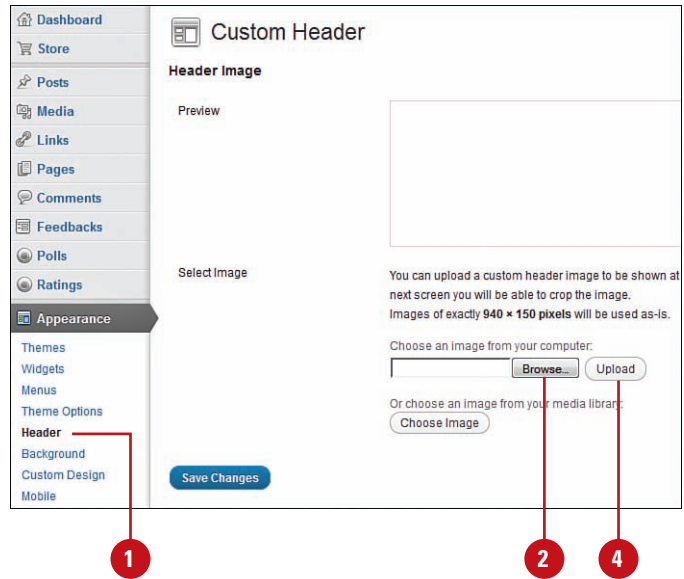 Dashboard
Store
Posts
Media
Links
Pages
Comments
Feedbacks
Polls
Ratings
Appearance
Themes
Widgets
Menus
Theme Options
Header
Background
Custom Design
Mobile
Custom Header
Header Image
Preview
Select Image
You can upload a custom header image to be shown at
next screen you will be able to crop the image.
Images of exactly 940 × 150 pixels will be used as-is.
Choose an image from your computer:
Browse... Upload
Or choose an image from your media library:
Choose Image
Save Changes
1 2 4